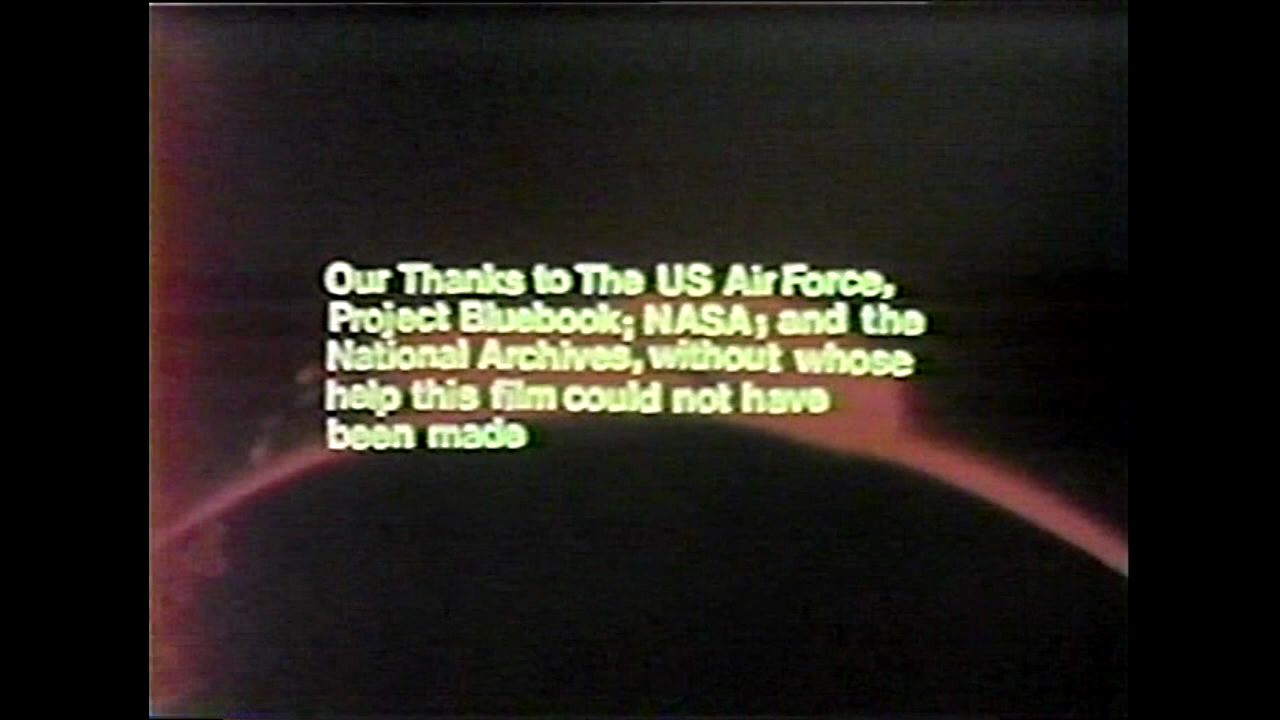 Our Thanks to The US Air Force,
Project Bluebook; NASA; and the
National Archives, without whose
help this film could not have
been made